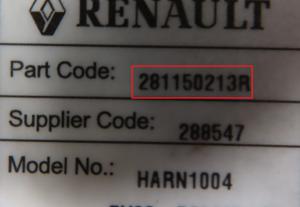 RENAULT
Part Code: 281150213R
Supplier Code: 288547
Model No.: HARN1004